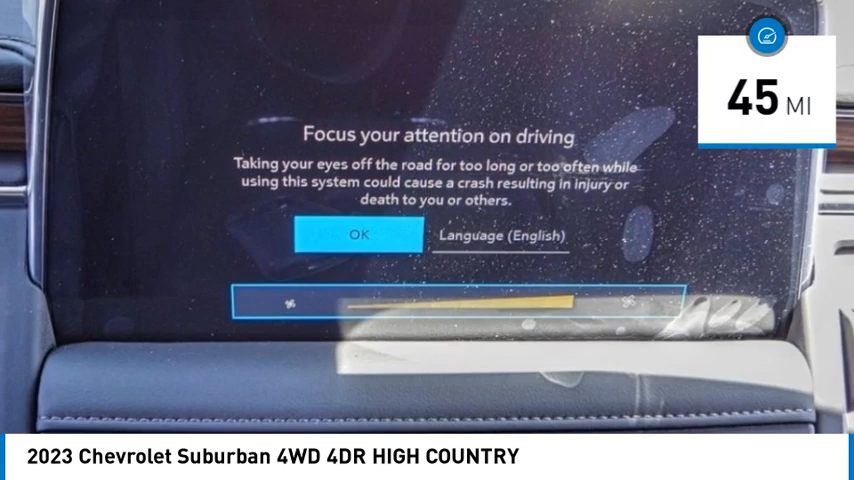 45 MI
Focus your attention on driving
Taking your eyes off the road for too long or too often while
using this system could cause a crash resulting in injury or
death to you or others.
OK Language (English)
2023 Chevrolet Suburban 4WD 4DR HIGH COUNTRY